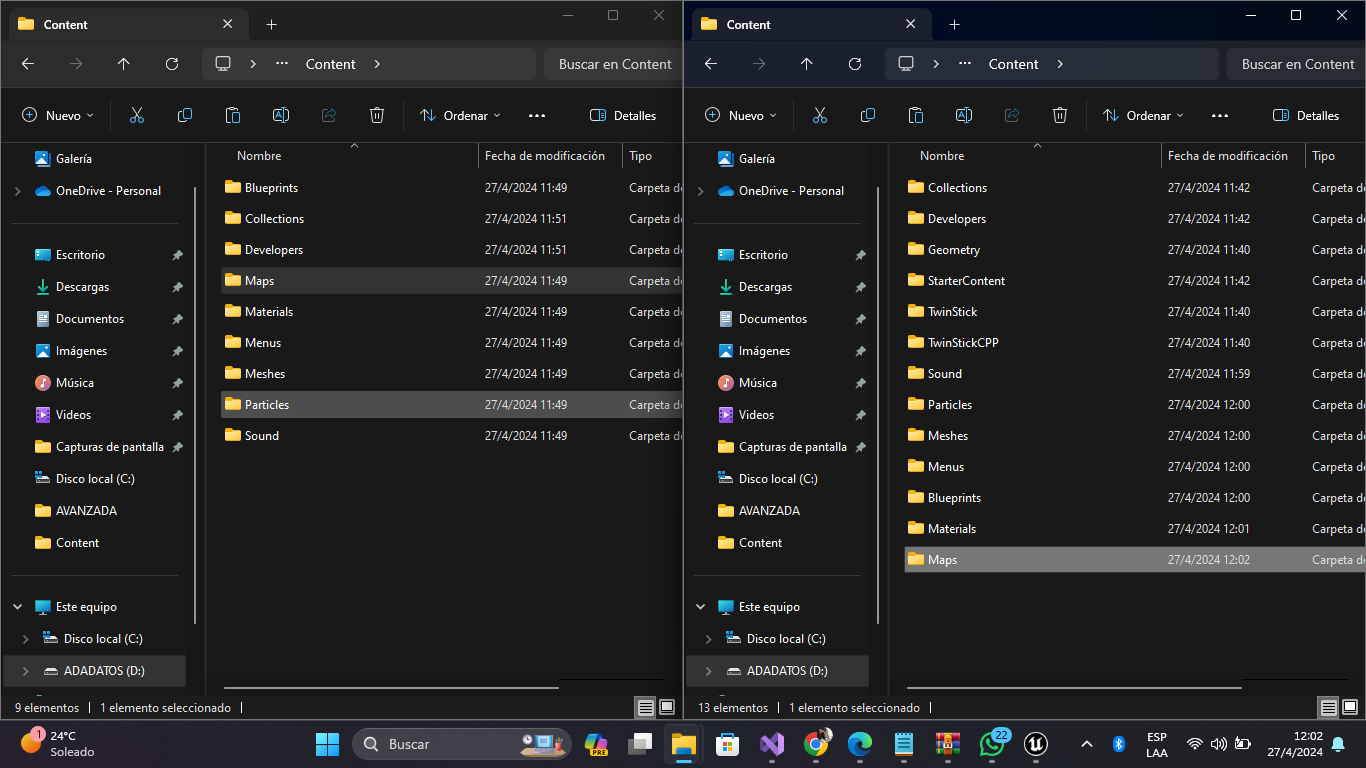 Content
Content
Buscar en Content
Nuevo
Ordenar
Detalles
Galería
OneDrive - Personal
Escritorio
Descargas
Documentos
Imágenes
Música
Videos
Capturas de pantalla
Disco local (C:)
AVANZADA
Content
Este equipo
Disco local (C:)
ADADATOS (D:)
Nombre Fecha de modificación Tipo
Blueprints 27/4/2024 11:49 Carpeta de
Collections 27/4/2024 11:51 Carpeta de
Developers 27/4/2024 11:51 Carpeta de
Maps 27/4/2024 11:49 Carpeta de
Materials 27/4/2024 11:49 Carpeta de
Menus 27/4/2024 11:49 Carpeta de
Meshes 27/4/2024 11:49 Carpeta de
Particles 27/4/2024 11:49 Carpeta de
Sound 27/4/2024 11:49 Carpeta de
9 elementos 1 elemento seleccionado
Content
Content
Buscar en Content
Nuevo
Ordenar
Detalles
Galería
OneDrive - Personal
Escritorio
Descargas
Documentos
Imágenes
Música
Videos
Capturas de pantalla
Disco local (C:)
AVANZADA
Content
Este equipo
Disco local (C:)
ADADATOS (D:)
Nombre Fecha de modificación Tipo
Collections 27/4/2024 11:42 Carpeta de
Developers 27/4/2024 11:42 Carpeta de
Geometry 27/4/2024 11:40 Carpeta de
StarterContent 27/4/2024 11:42 Carpeta de
TwinStick 27/4/2024 11:40 Carpeta de
TwinStickCPP 27/4/2024 11:40 Carpeta de
Sound 27/4/2024 11:59 Carpeta de
Particles 27/4/2024 12:00 Carpeta de
Meshes 27/4/2024 12:00 Carpeta de
Menus 27/4/2024 12:00 Carpeta de
Blueprints 27/4/2024 12:00 Carpeta de
Materials 27/4/2024 12:01 Carpeta de
Maps 27/4/2024 12:02 Carpeta de
13 elementos 1 elemento seleccionado
1
24°C
Soleado
Buscar
PRE
22
ESP
LAA
12:02
27/4/2024